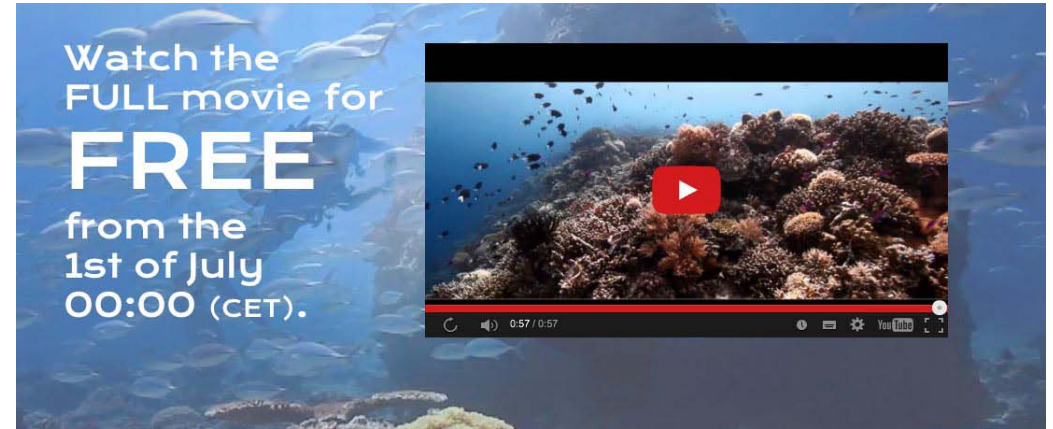 Watch the
FULL movie for
FREE
from the
1st of July
00:00 (CET).
0:57 / 0:57
YouTube